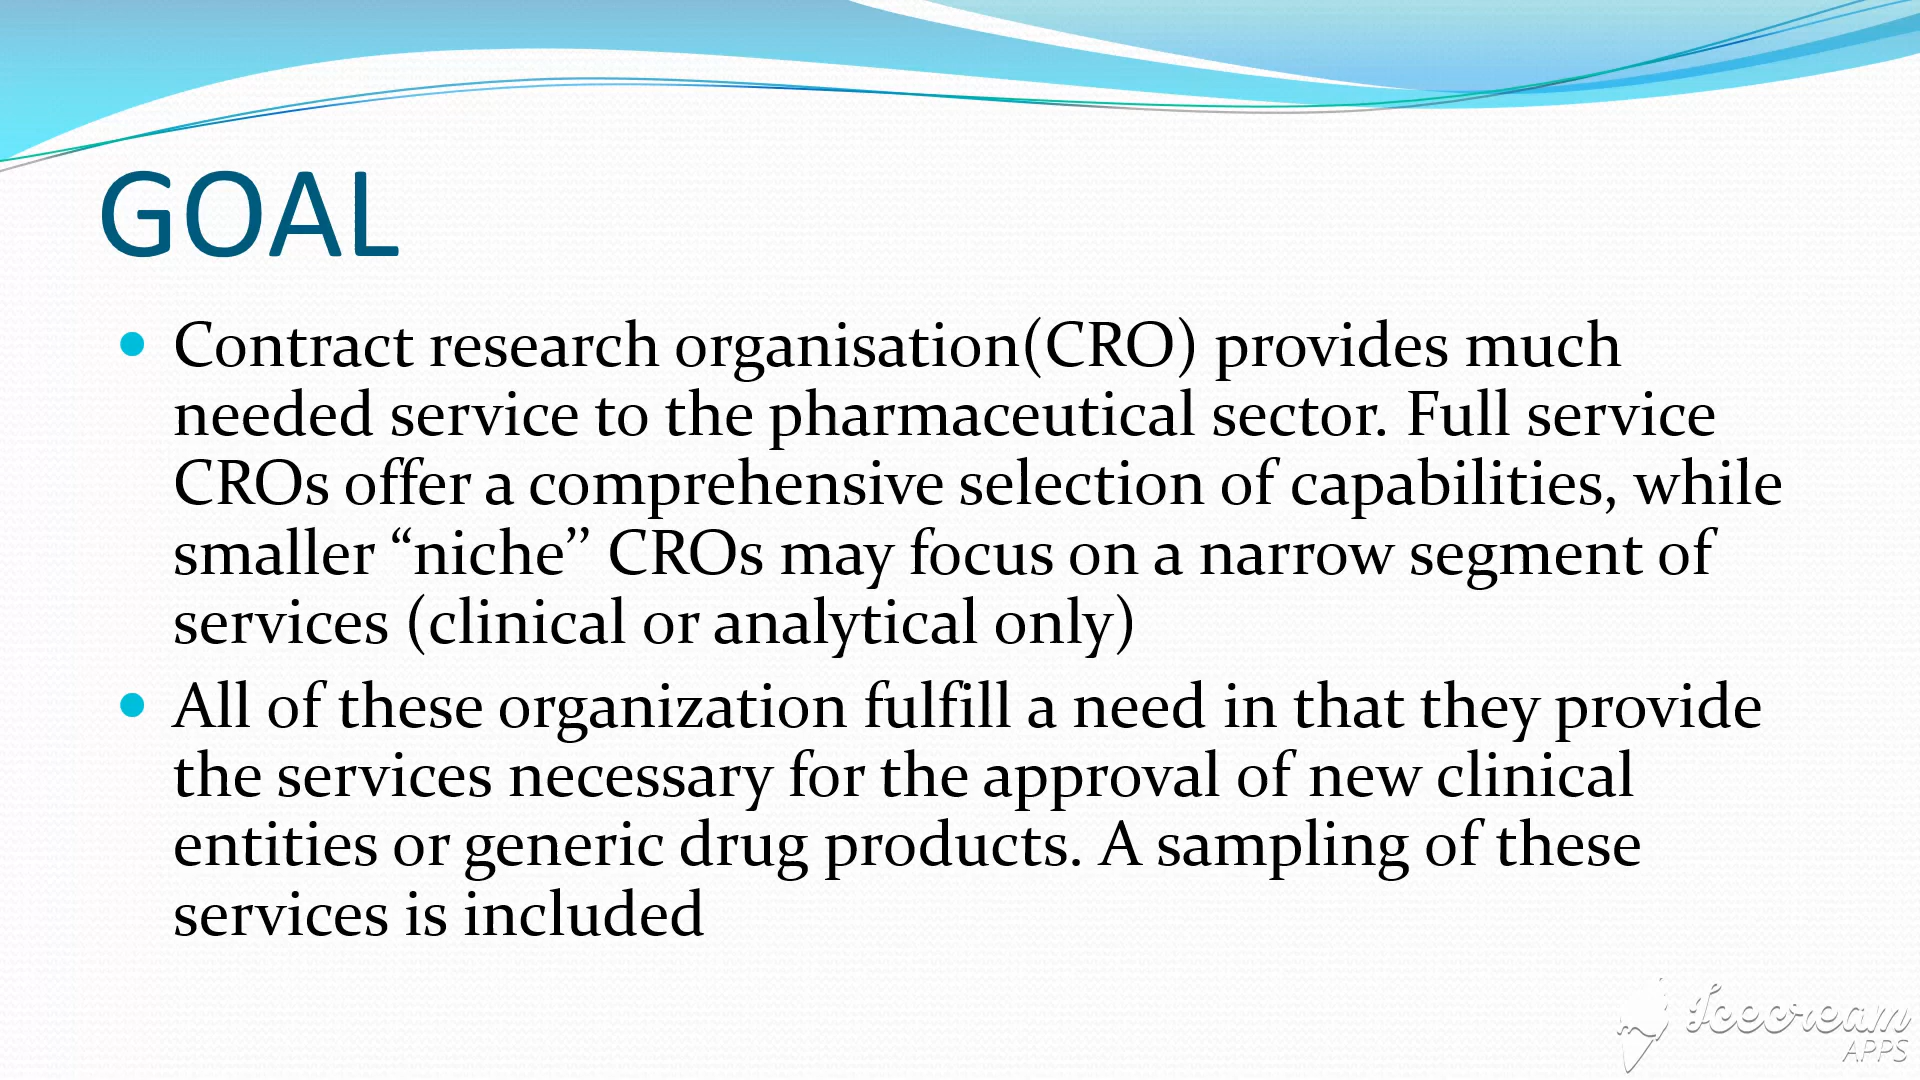 GOAL
Contract research organisation(CRO) provides much
needed service to the pharmaceutical sector. Full service
CROs offer a comprehensive selection of capabilities, while
smaller “niche” CROs may focus on a narrow segment of
services (clinical or analytical only)
All of these organization fulfill a need in that they provide
the services necessary for the approval of new clinical
entities or generic drug products. A sampling of these
services is included
Icecream
APPS